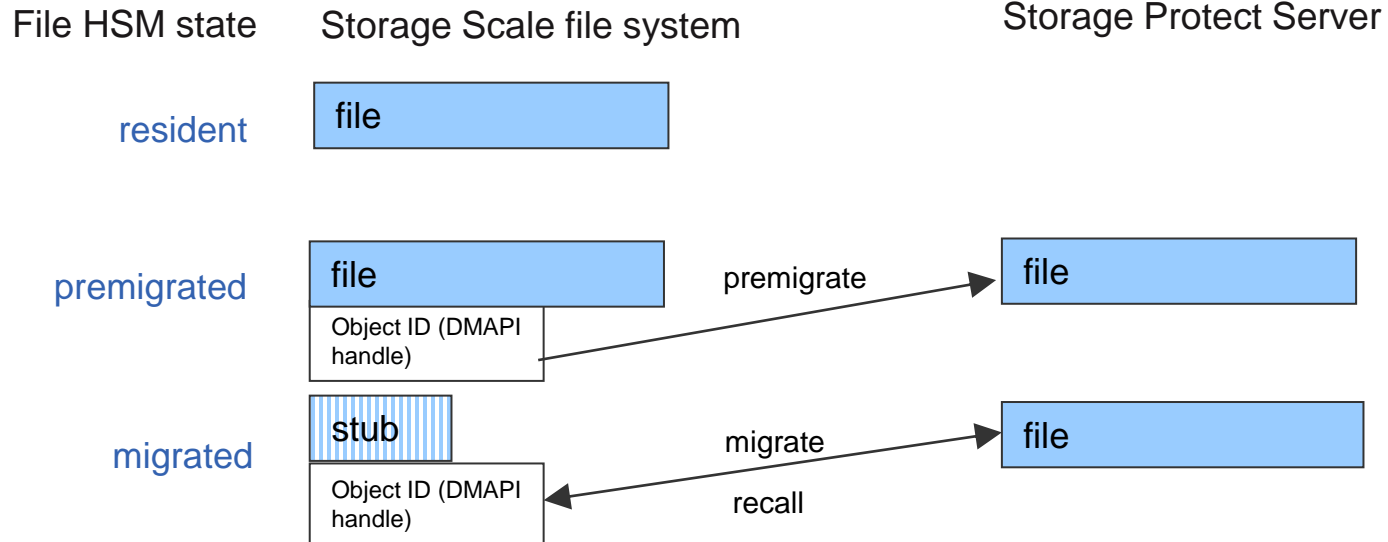 File HSM state
Storage Scale file system
Storage Protect Server
resident
file
premigrated
file
Object ID (DMAPI
handle)
premigrate
file
migrated
stub
Object ID (DMAPI
handle)
migrate
recall
file